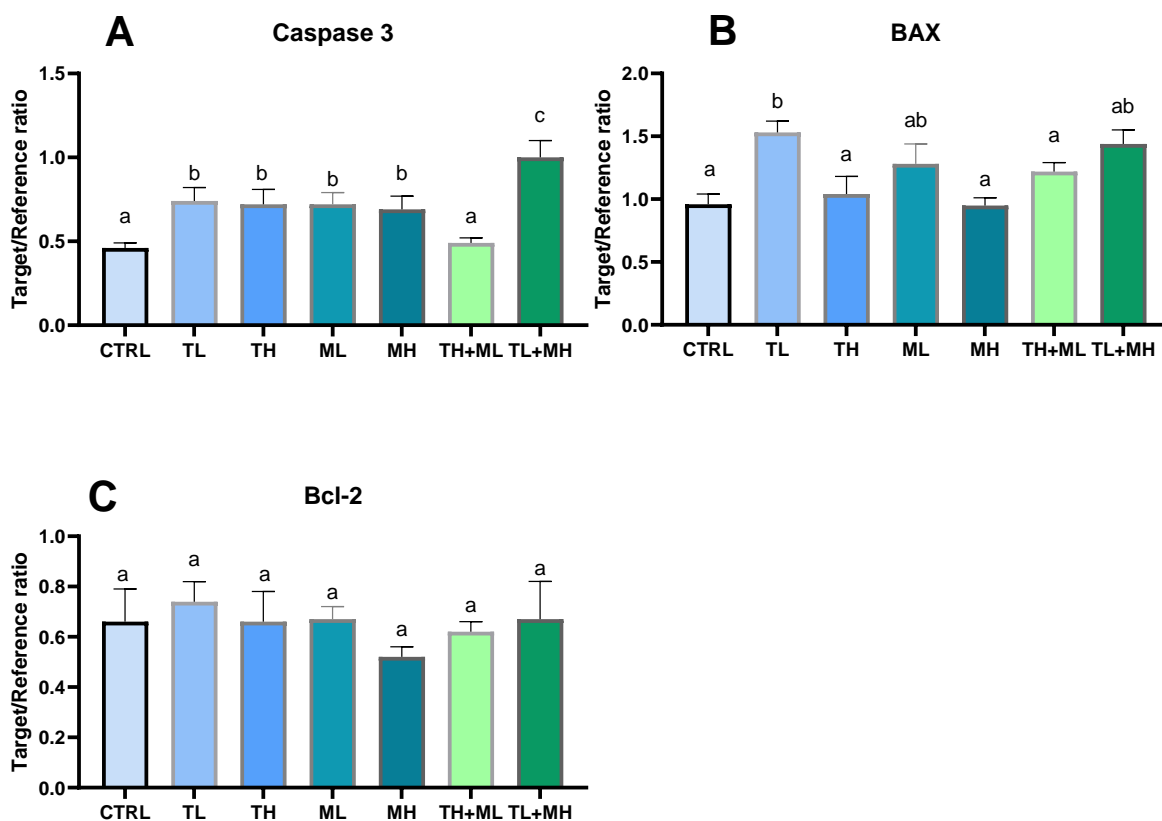 A
Caspase 3
Target/Reference ratio
1.5
1.0
0.5
0.0
a
b
b
b
b
a
c
CTRL TL TH ML MH TH+ML TL+MH
B
BAX
Target/Reference ratio
2.0
1.5
1.0
0.5
0.0
a
b
a
ab
a
a
ab
CTRL TL TH ML MH TH+ML TL+MH
C
Bcl-2
Target/Reference ratio
1.0
0.8
0.6
0.4
0.2
0.0
a
a
a
a
a
a
a
CTRL TL TH ML MH TH+ML TL+MH